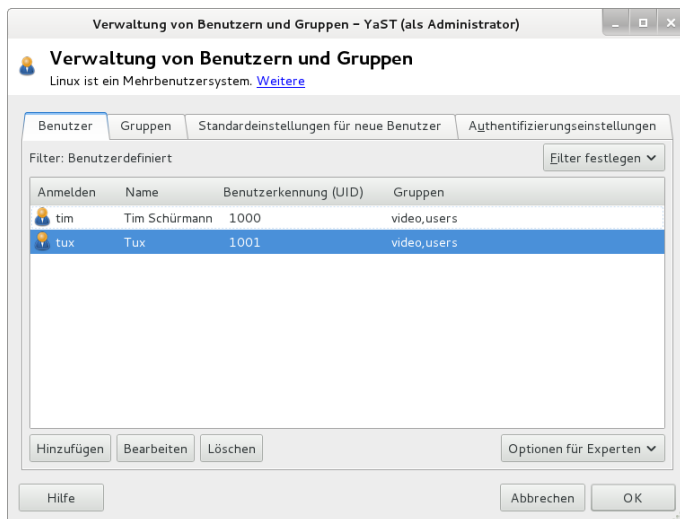 Verwaltung von Benutzern und Gruppen – YaST (als Administrator)
Verwaltung von Benutzern und Gruppen
Linux ist ein Mehrbenutzersystem. Weitere
Benutzer Gruppen Standardeinstellungen für neue Benutzer Authentifizierungseinstellungen
Filter: Benutzerdefiniert Filter festlegen
Anmelden Name Benutzerkennung (UID) Gruppen
tim Tim Schürmann 1000 video,users
tux Tux 1001 video,users
Hinzufügen Bearbeiten Löschen Optionen für Experten
Hilfe Abbrechen OK